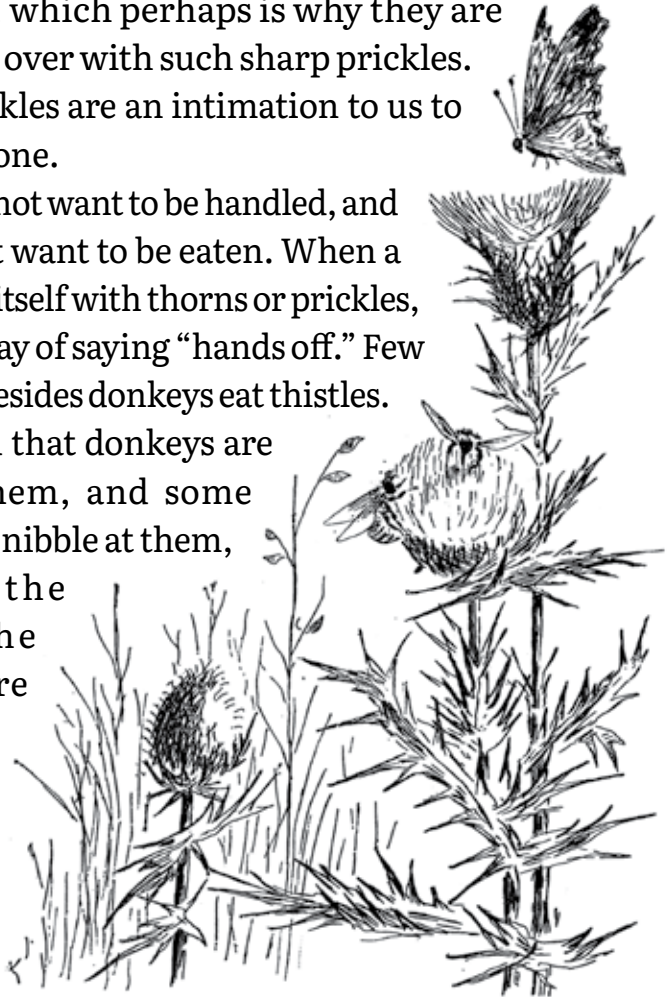 which perhaps is why they are
over with such sharp prickles.
kles are an intimation to us to
one.
not want to be handled, and
t want to be eaten. When a
itself with thorns or prickles,
ay of saying “hands off.” Few
esides donkeys eat thistles.
that donkeys are
hem, and some
nibble at them,
the
he
re